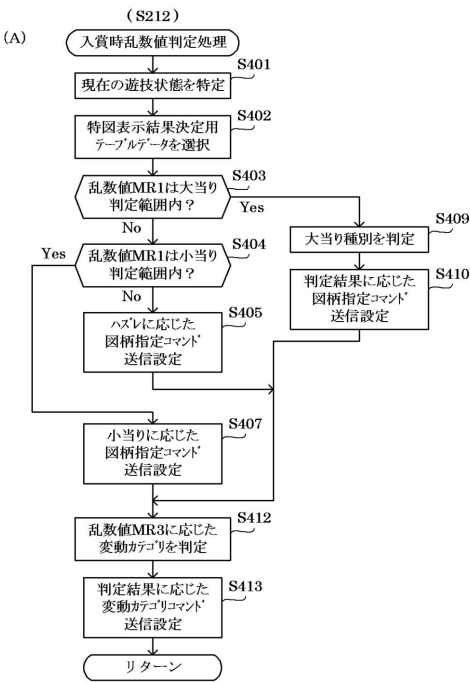 (S212)
(A)
入賞時乱数値判定処理
S401
現在の遊技状態を特定
S402
特図表示結果決定用
テーブルデータを選択
S403
乱数値MR1は大当り
判定範囲内？
Yes
No
S409
大当り種別を判定
S404
Yes
乱数値MR1は小当り
判定範囲内？
No
S410
判定結果に応じた
図柄指定コマンド
送信設定
S405
ハズレに応じた
図柄指定コマンド
送信設定
S407
小当りに応じた
図柄指定コマンド
送信設定
S412
乱数値MR3に応じた
変動カテゴリを判定
S413
判定結果に応じた
変動カテゴリコマンド
送信設定
リターン